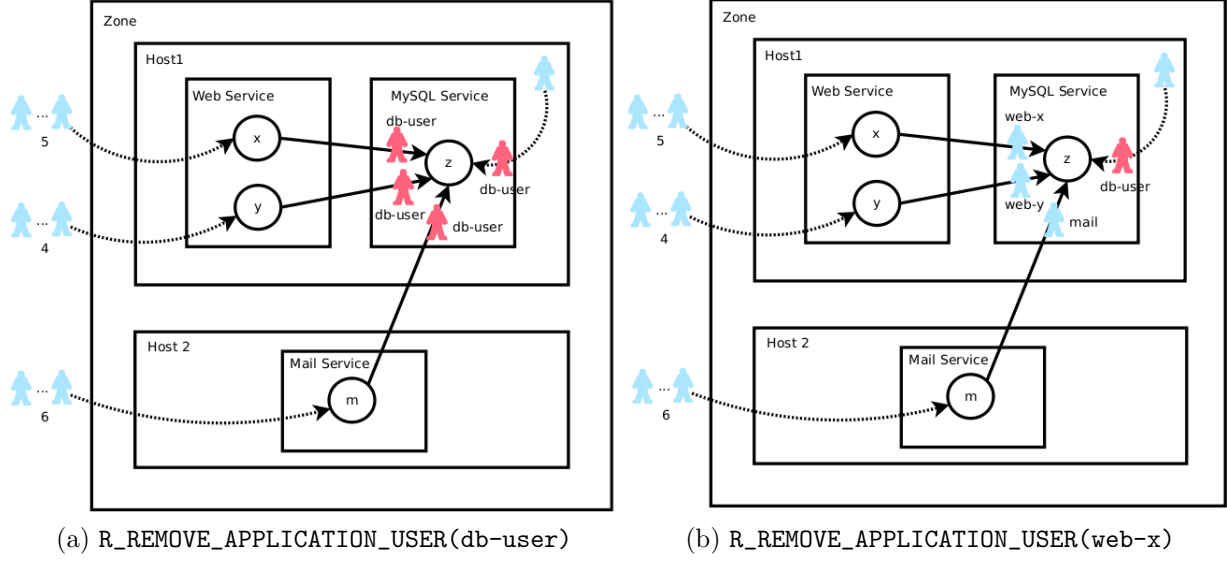 Zone
Host1
Web Service
MySQL Service
db-user
x
z
... 5
db-user
y
db-user
db-user
... 4
Host 2
Mail Service
m
... 6
(a) R_REMOVE_APPLICATION_USER(db-user)
Zone
Host1
Web Service
MySQL Service
web-x
x
z
... 5
db-user
y
web-y
mail
... 4
Host 2
Mail Service
m
... 6
(b) R_REMOVE_APPLICATION_USER(web-x)